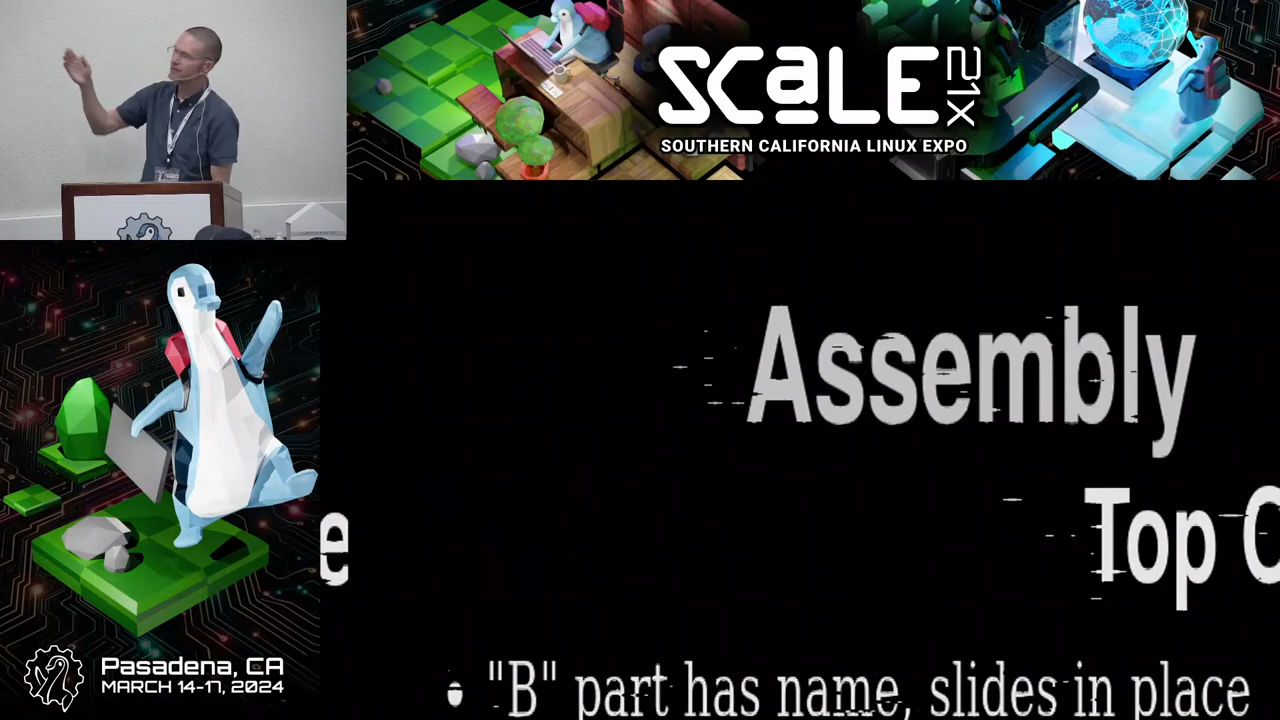 SCaLE 21X
SOUTHERN CALIFORNIA LINUX EXPO
Assembly
Top
"B" part has name, slides in place
Pasadena, CA
MARCH 14-17, 2024